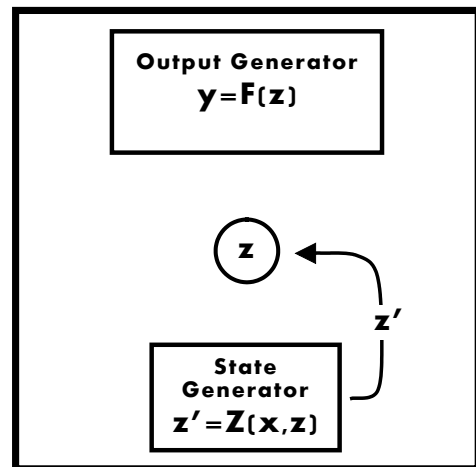 Output Generator
y=F(z)
z
z'
State
Generator
z'=Z(x,z)